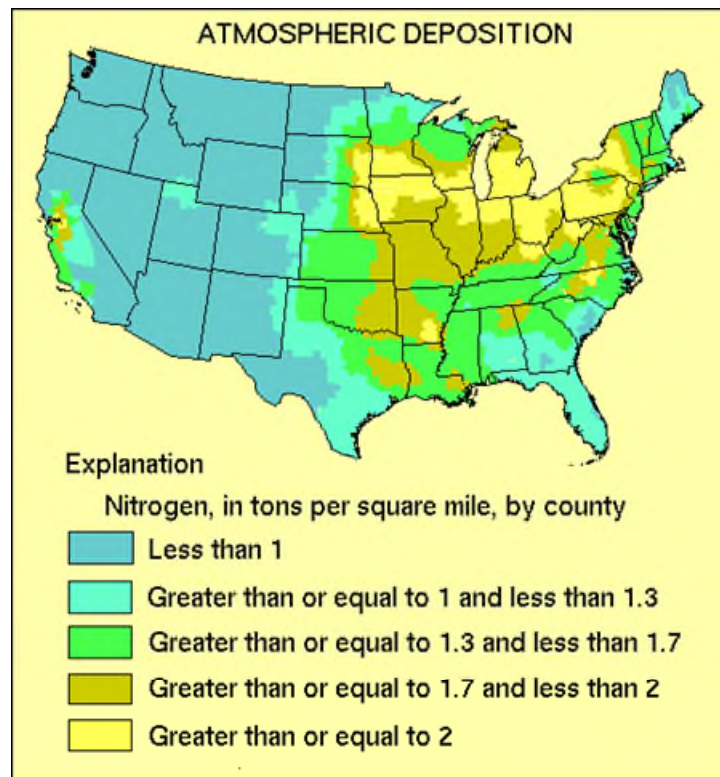 ATMOSPHERIC DEPOSITION
Explanation
Nitrogen, in tons per square mile, by county
Less than 1
Greater than or equal to 1 and less than 1.3
Greater than or equal to 1.3 and less than 1.7
Greater than or equal to 1.7 and less than 2
Greater than or equal to 2